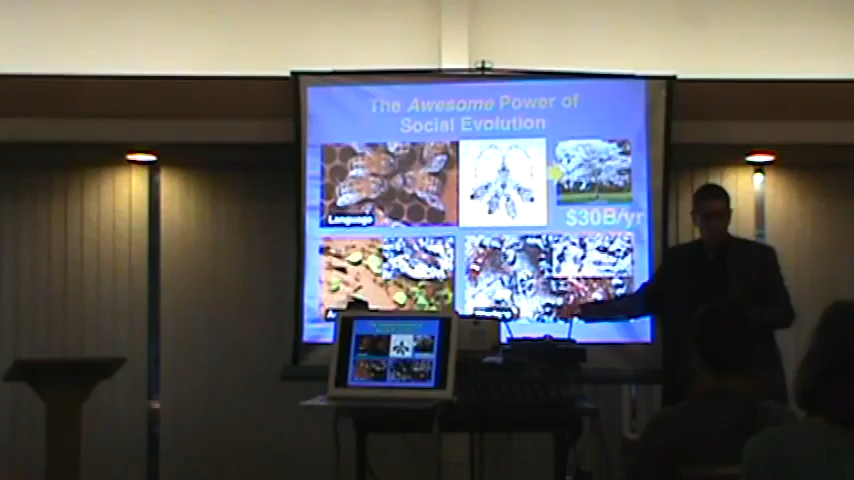 The Awesome Power of
Social Evolution
Language
$30B/yr